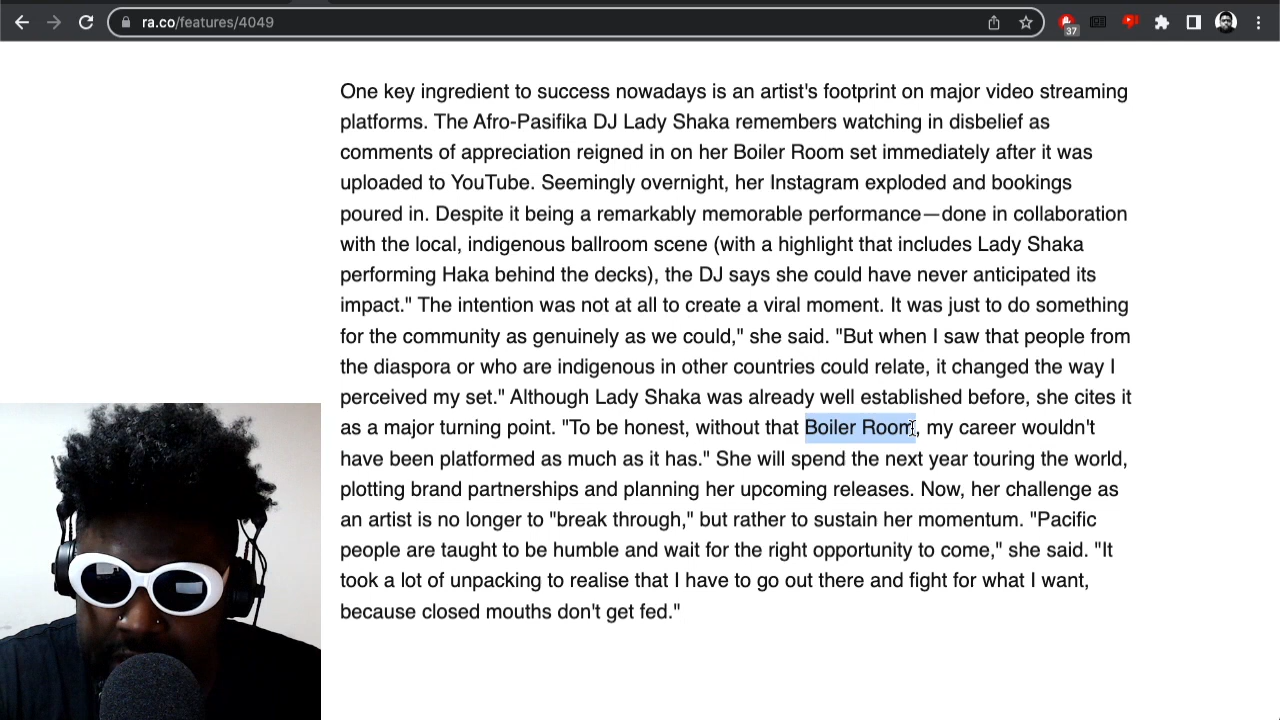 ra.co/features/4049
37
One key ingredient to success nowadays is an artist's footprint on major video streaming
platforms. The Afro-Pasifika DJ Lady Shaka remembers watching in disbelief as
comments of appreciation reigned in on her Boiler Room set immediately after it was
uploaded to YouTube. Seemingly overnight, her Instagram exploded and bookings
poured in. Despite it being a remarkably memorable performance—done in collaboration
with the local, indigenous ballroom scene (with a highlight that includes Lady Shaka
performing Haka behind the decks), the DJ says she could have never anticipated its
impact." The intention was not at all to create a viral moment. It was just to do something
for the community as genuinely as we could," she said. "But when I saw that people from
the diaspora or who are indigenous in other countries could relate, it changed the way I
perceived my set." Although Lady Shaka was already well established before, she cites it
as a major turning point. "To be honest, without that Boiler Room, my career wouldn't
have been platformed as much as it has." She will spend the next year touring the world,
plotting brand partnerships and planning her upcoming releases. Now, her challenge as
an artist is no longer to "break through," but rather to sustain her momentum. "Pacific
people are taught to be humble and wait for the right opportunity to come," she said. "It
took a lot of unpacking to realise that I have to go out there and fight for what I want,
because closed mouths don't get fed."